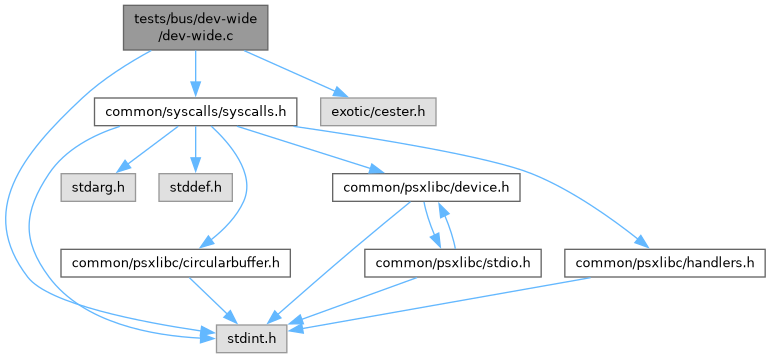 tests/bus/dev-wide
/dev-wide.c
common/syscalls/syscalls.h
exotic/cester.h
stdarg.h
stddef.h
common/psxlibc/device.h
common/psxlibc/circularbuffer.h
common/psxlibc/stdio.h
common/psxlibc/handlers.h
stdint.h